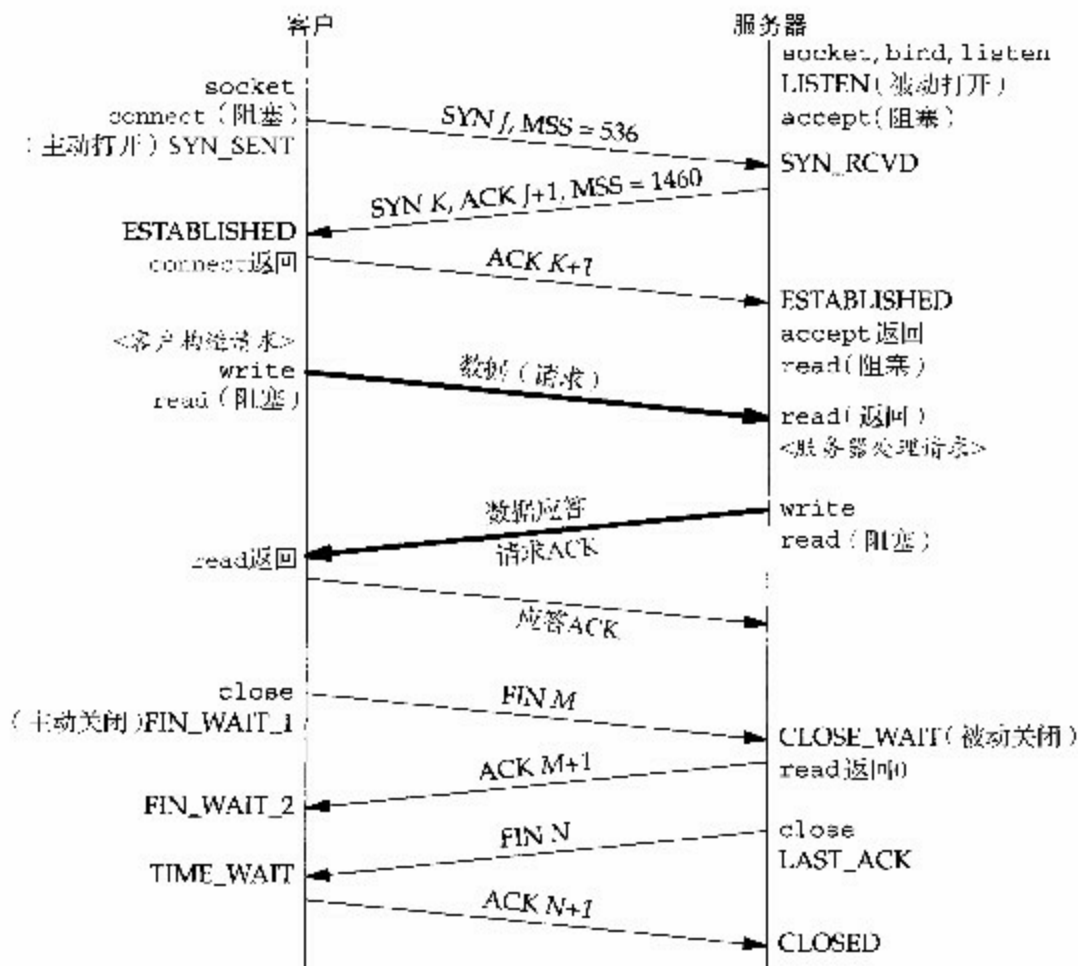 客户
服务器
socket, bind, listen
socket
LISTEN(被动打开)
connect(阻塞)
SYN J, MSS = 536
accept(阻塞)
(主动打开) SYN_SENT
SYN_RCVD
SYN K, ACK J+1, MSS = 1460
ESTABLISHED
connect返回
ACK K+1
ESTABLISHED
accept返回
<客户构造请求>
read(阻塞)
write
数据(请求)
read(阻塞)
read(返回)
<服务器处理请求>
数据应答
write
read返回
请求ACK
read(阻塞)
应答ACK
close
FIN M
(主动关闭)FIN_WAIT_1
CLOSE_WAIT(被动关闭)
ACK M+1
read返回0
FIN_WAIT_2
FIN N
close
TIME_WAIT
LAST_ACK
ACK N+1
CLOSED